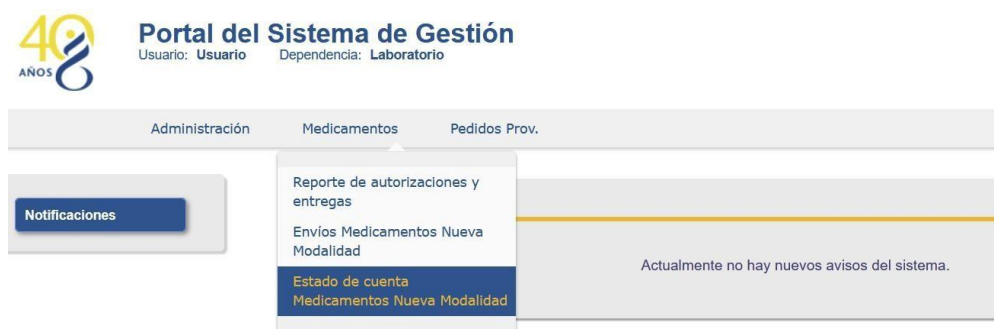 40
AÑOS
Portal del Sistema de Gestión
Usuario: Usuario Dependencia: Laboratorio
Administración Medicamentos Pedidos Prov.
Notificaciones
Reporte de autorizaciones y
entregas
Envíos Medicamentos Nueva
Modalidad
Estado de cuenta
Medicamentos Nueva Modalidad
Actualmente no hay nuevos avisos del sistema.